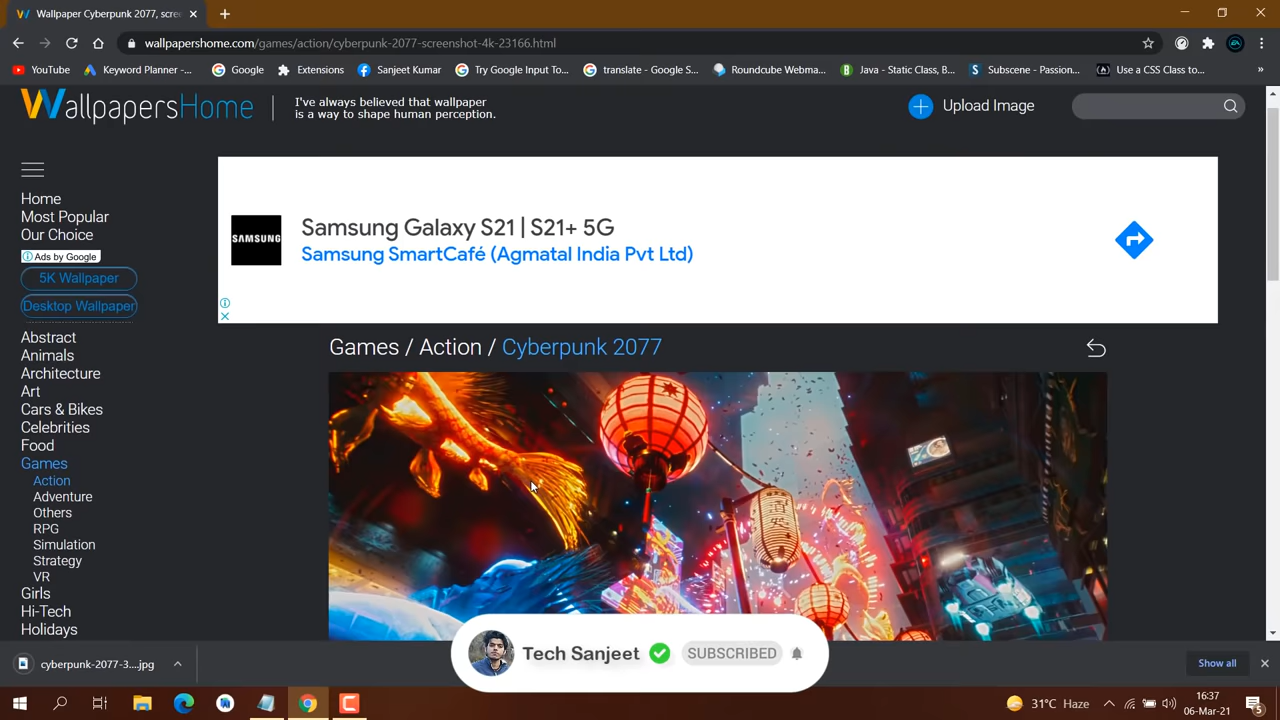 Wallpaper Cyberpunk 2077, scre
wallpapershome.com/games/action/cyberpunk-2077-screenshot-4k-23166.html
YouTube
Keyword Planner -...
Google
Extensions
Sanjeet Kumar
Try Google Input To...
translate - Google S...
Roundcube Webma...
Java - Static Class, B...
Subscene - Passion...
Use a CSS Class to...
»
WallpapersHome
I've always believed that wallpaper
is a way to shape human perception.
Upload Image
Home
Most Popular
Our Choice
Ads by Google
5K Wallpaper
Desktop Wallpaper
Abstract
Animals
Architecture
Art
Cars & Bikes
Celebrities
Food
Games
Action
Adventure
Others
RPG
Simulation
Strategy
VR
Girls
Hi-Tech
Holidays
SAMSUNG
Samsung Galaxy S21 | S21+ 5G
Samsung SmartCafé (Agmatal India Pvt Ltd)
Games / Action / Cyberpunk 2077
Tech Sanjeet
SUBSCRIBED
cyberpunk-2077-3....jpg
Show all
31°C Haze
16:37
06-Mar-21
5